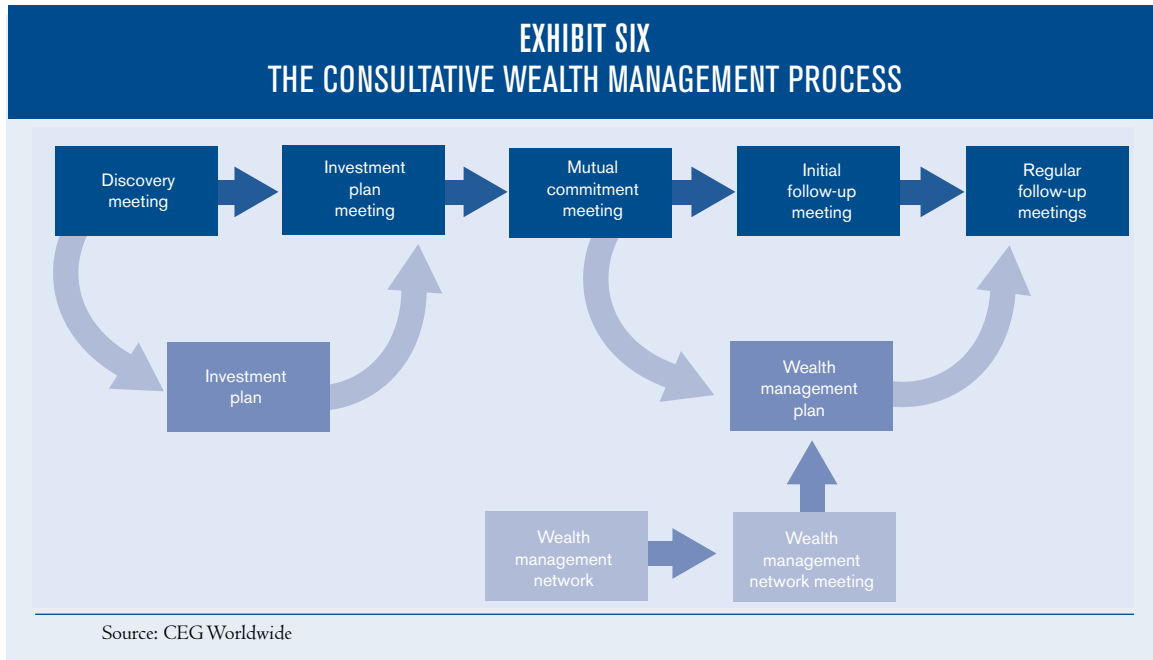 EXHIBIT SIX
THE CONSULTATIVE WEALTH MANAGEMENT PROCESS
Discovery
meeting
Investment
plan
meeting
Mutual
commitment
meeting
Initial
follow-up
meeting
Regular
follow-up
meetings
Investment
plan
Wealth
management
plan
Wealth
management
network
Wealth
management
network meeting
Source: CEG Worldwide